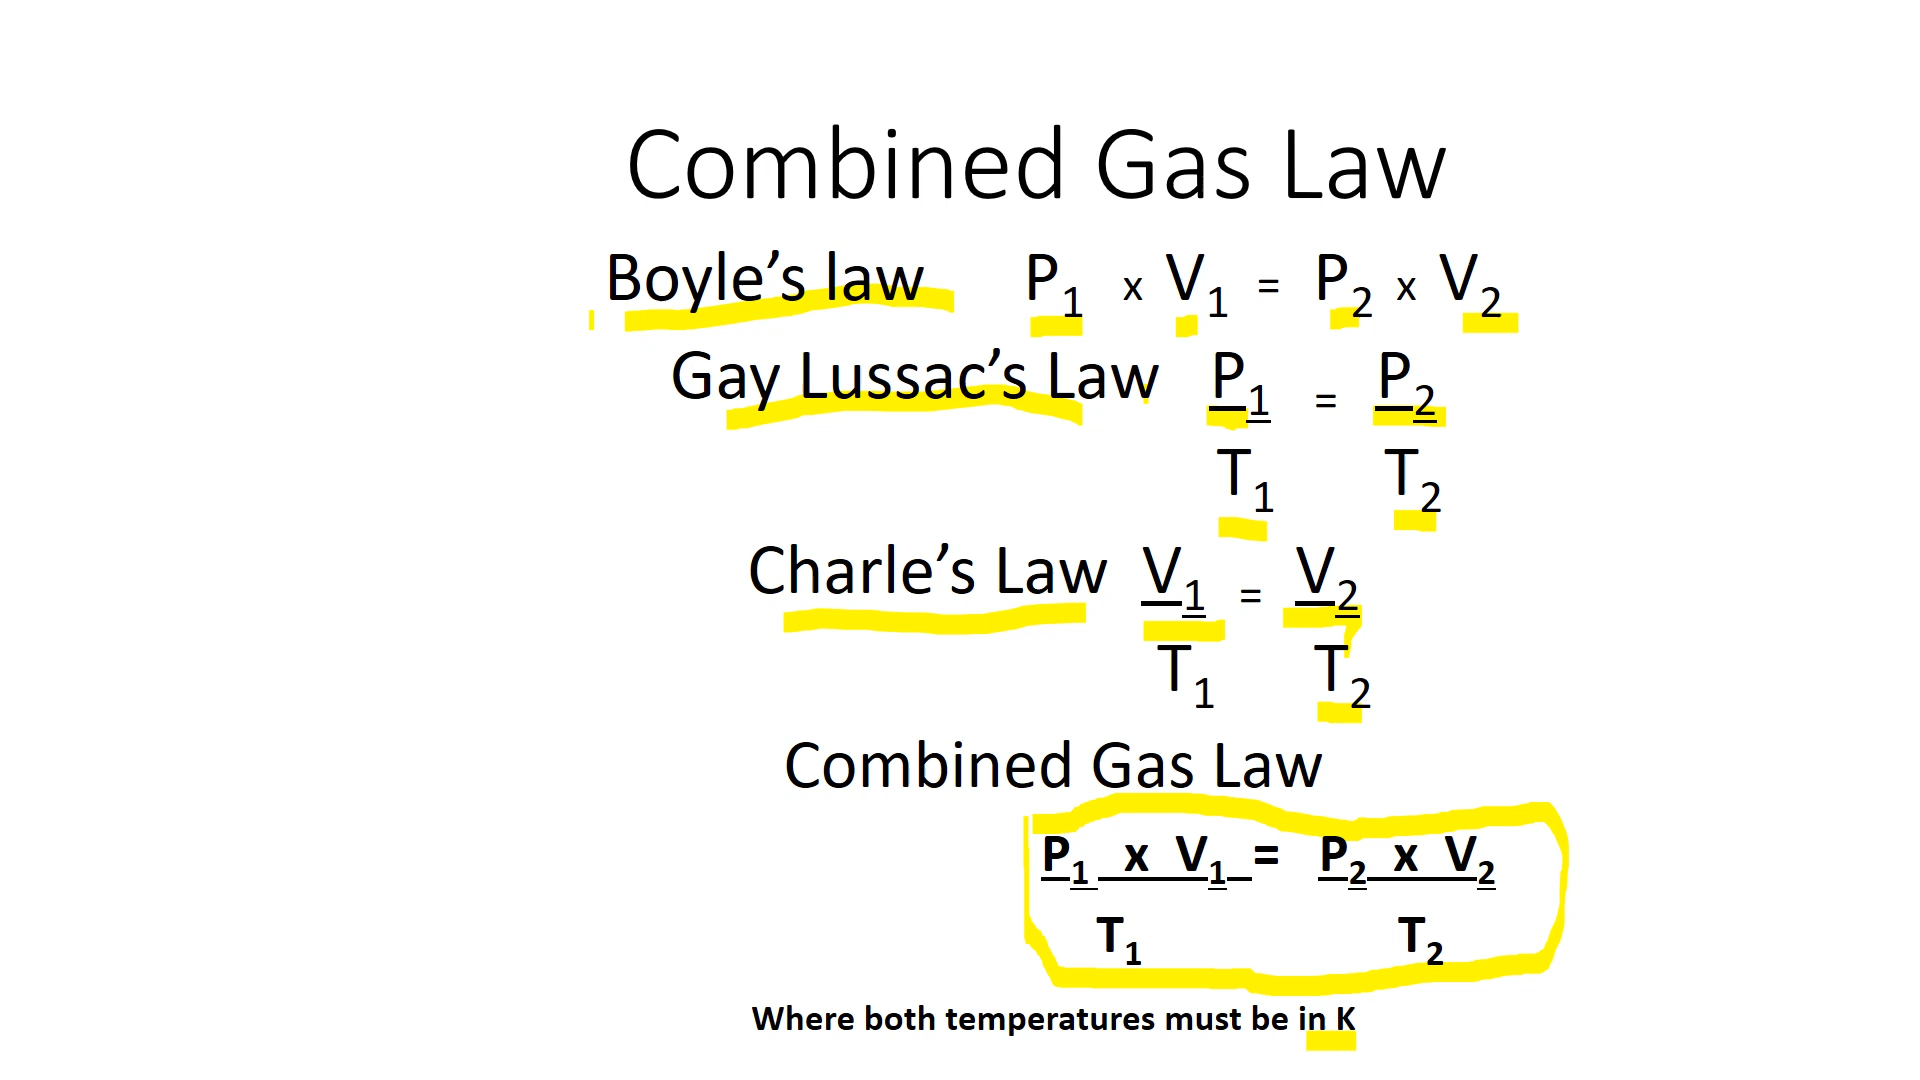 Combined Gas Law
Boyle’s law P₁ x V₁ = P₂ x V₂
Gay Lussac’s Law P₁ = P₂
T₁ T₂
Charle’s Law V₁ = V₂
T₁ T₂
Combined Gas Law
P₁ x V₁ = P₂ x V₂
T₁ T₂
Where both temperatures must be in K